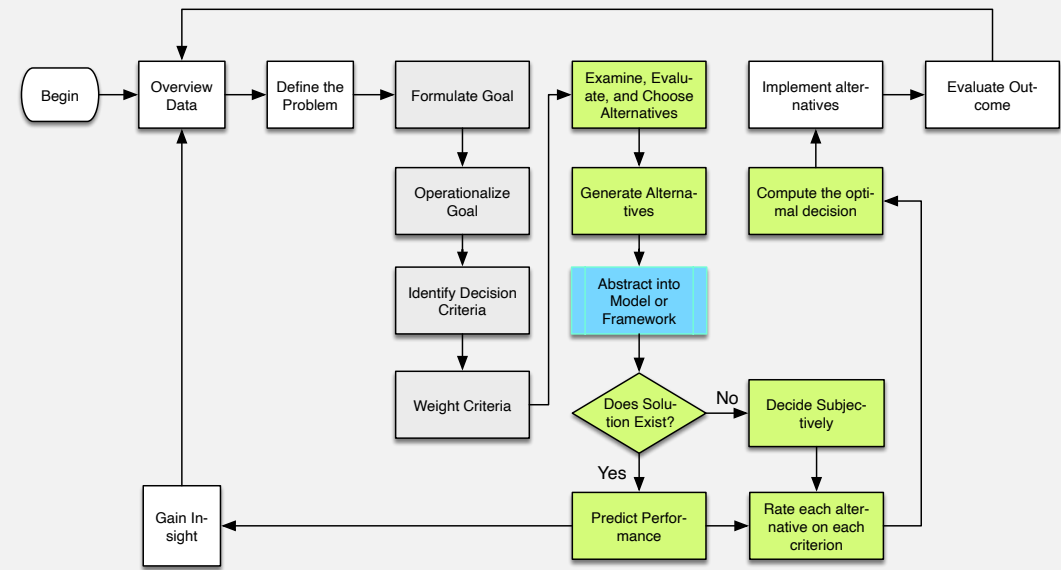 Begin
Overview
Data
Define the
Problem
Formulate Goal
Operationalize
Goal
Identify Decision
Criteria
Weight Criteria
Examine, Evalu-
ate, and Choose
Alternatives
Generate Alterna-
tives
Abstract into
Model or
Framework
Does Solu-
tion Exist?
No
Yes
Decide Subjec-
tively
Predict Perfor-
mance
Rate each alter-
native on each
criterion
Compute the opti-
mal decision
Implement alter-
natives
Evaluate Out-
come
Gain In-
sight